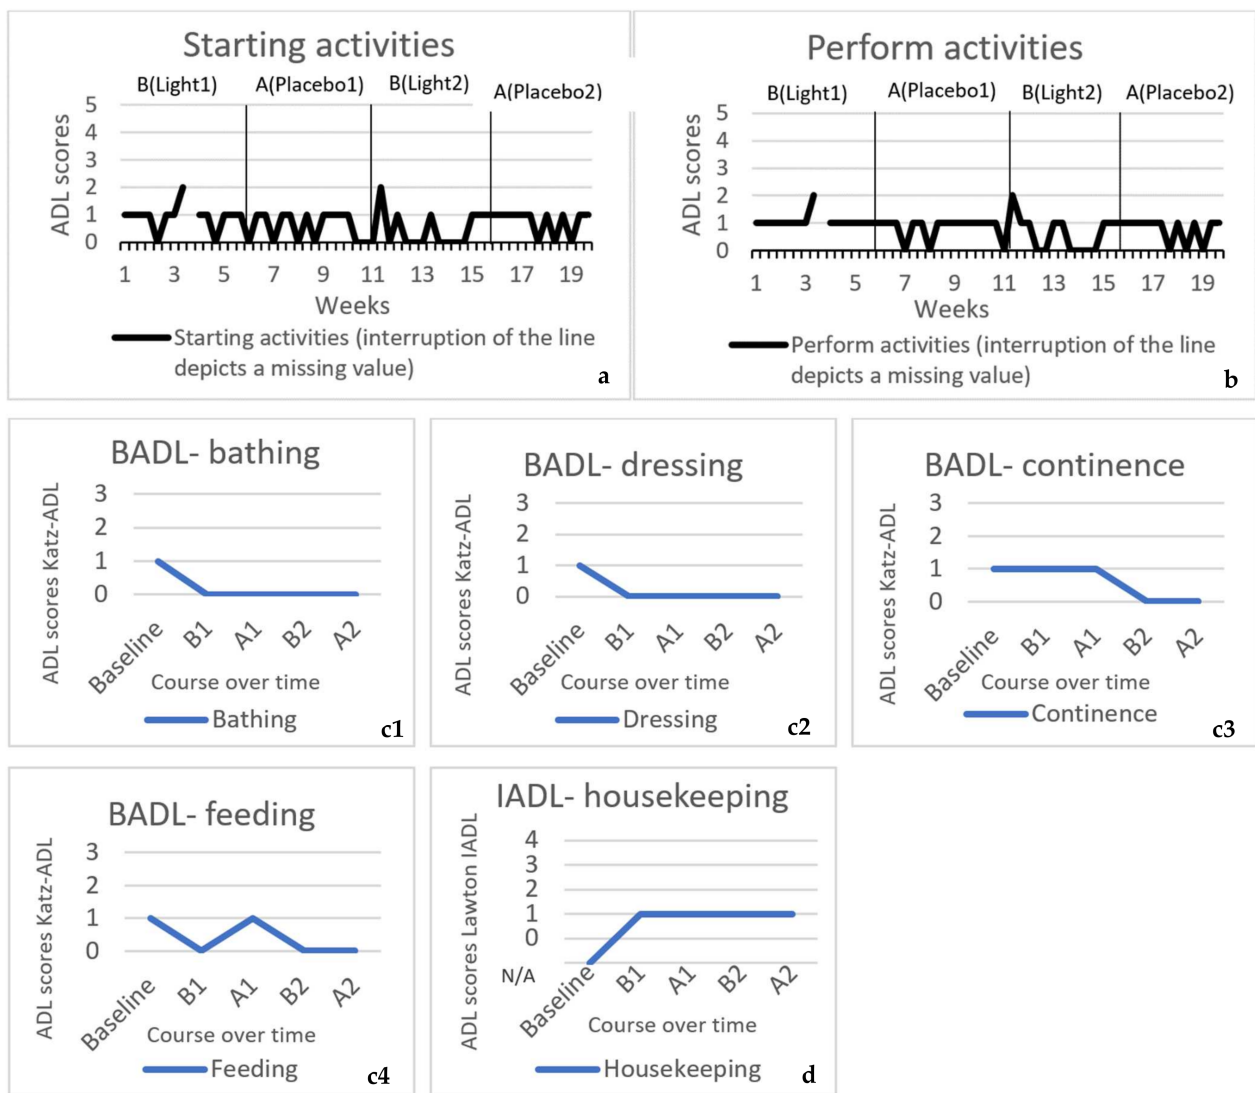 Starting activities
B(Light1) A(Placebo1) B(Light2) A(Placebo2)
ADL scores
5
4
3
2
1
0
1 3 5 7 9 11 13 15 17 19
Weeks
Starting activities (interruption of the line
depicts a missing value)
a
Perform activities
B(Light1) A(Placebo1) B(Light2) A(Placebo2)
ADL scores
5
4
3
2
1
0
1 3 5 7 9 11 13 15 17 19
Weeks
Perform activities (interruption of the line
depicts a missing value)
b
BADL- bathing
ADL scores Katz-ADL
3
2
1
0
Baseline B1 A1 B2 A2
Course over time
Bathing
c1
BADL- dressing
ADL scores Katz-ADL
3
2
1
0
Baseline B1 A1 B2 A2
Course over time
Dressing
c2
BADL- continence
ADL scores Katz-ADL
3
2
1
0
Baseline B1 A1 B2 A2
Course over time
Continence
c3
BADL- feeding
ADL scores Katz-ADL
3
2
1
0
Baseline B1 A1 B2 A2
Course over time
Feeding
c4
IADL- housekeeping
ADL scores Lawton IADL
4
3
2
1
0
N/A
Baseline B1 A1 B2 A2
Course over time
Housekeeping
d